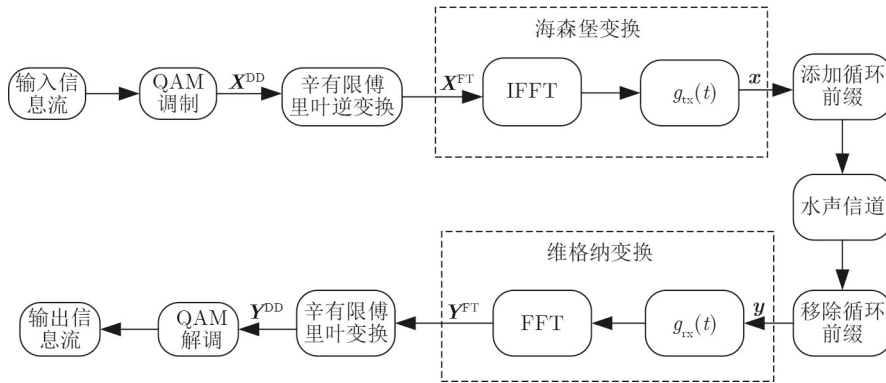 海森堡变换
输入信
息流
QAM
调制
X^DD
辛有限傅
里叶逆变换
X^FT
IFFT
g_tx(t)
x
添加循环
前缀
水声信道
维格纳变换
输出信
息流
QAM
解调
Y^DD
辛有限傅
里叶变换
Y^FT
FFT
g_rx(t)
y
移除循环
前缀